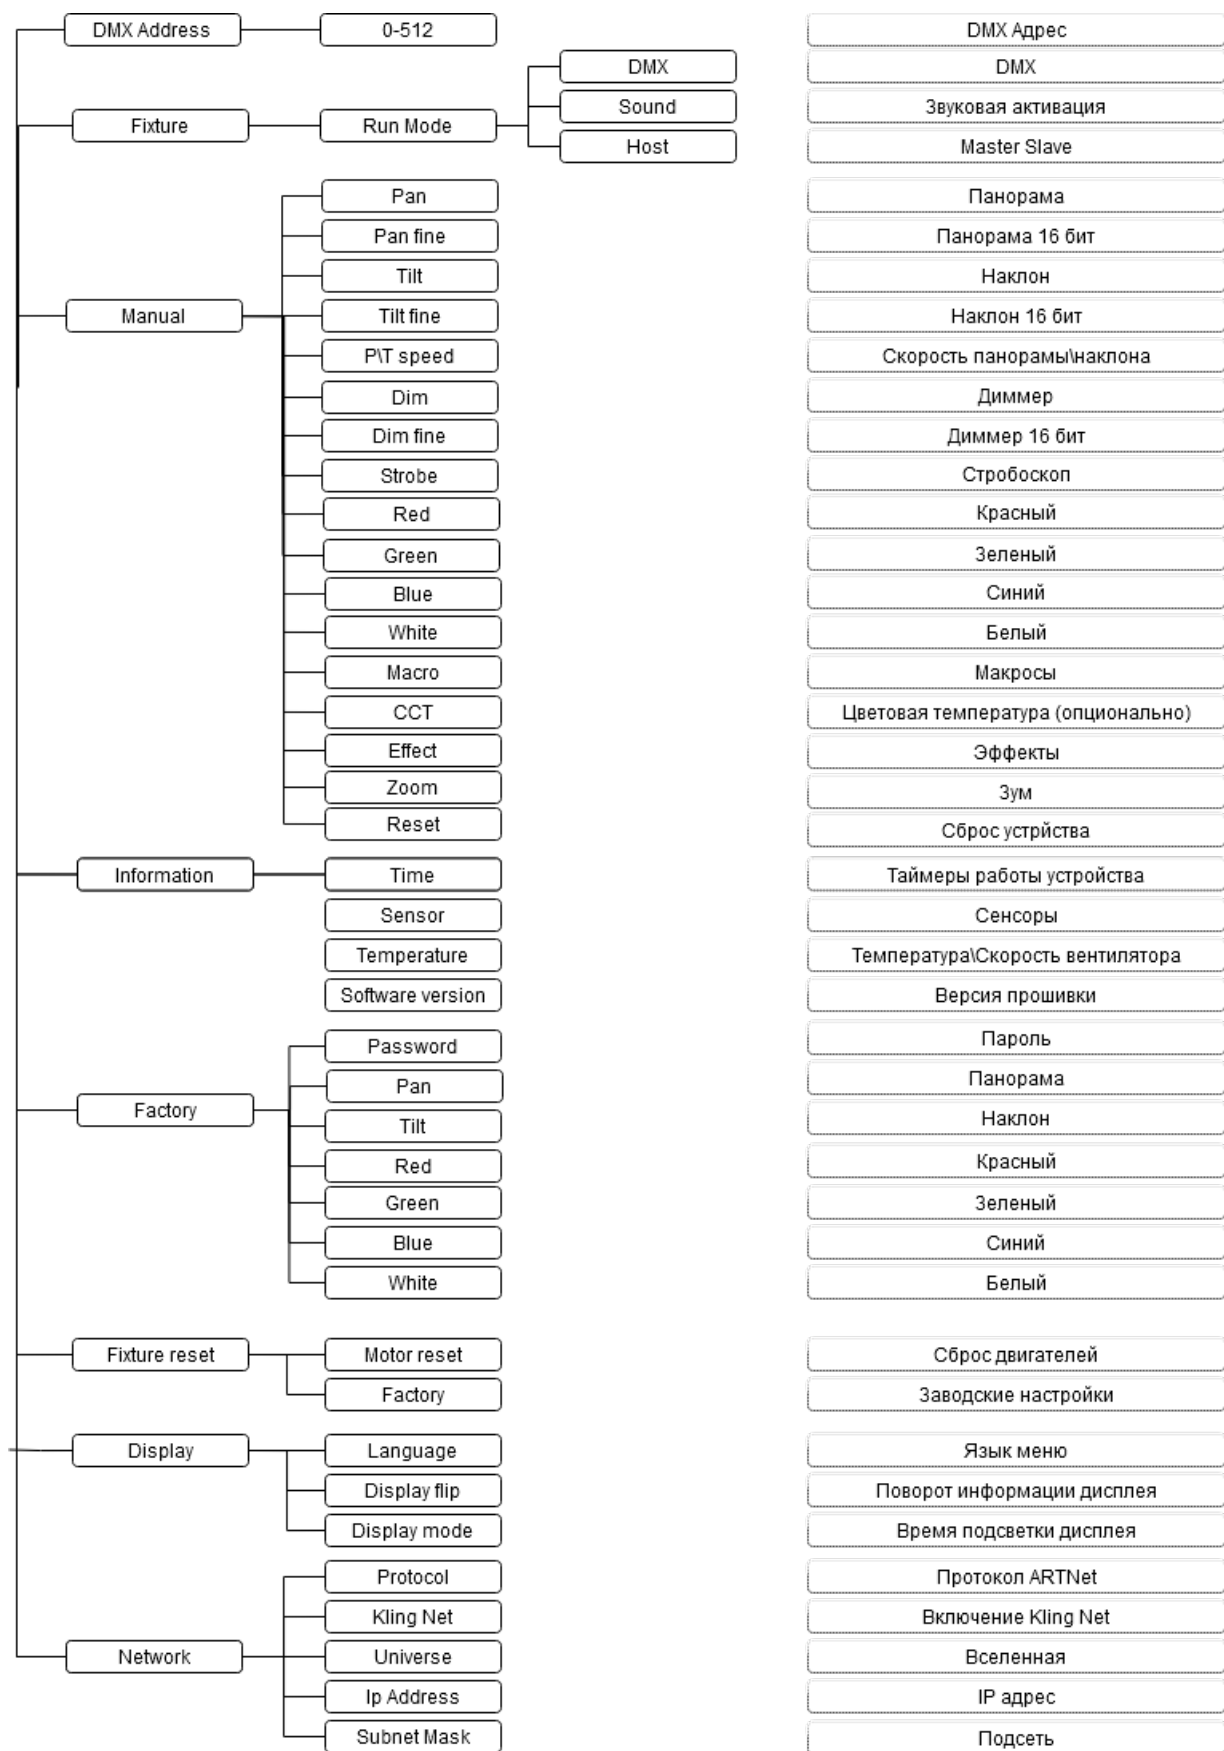 DMX Address 0-512 DMX Адрес
DMX DMX
Sound Звуковая активация
Fixture Run Mode
Host Master Slave
Pan Панорама
Pan fine Панорама 16 бит
Tilt Наклон
Manual Tilt fine Наклон 16 бит
P\T speed Скорость панорамы\наклона
Dim Диммер
Dim fine Диммер 16 бит
Strobe Стробоскоп
Red Красный
Green Зеленый
Blue Синий
White Белый
Macro Макросы
CCT Цветовая температура (опционально)
Effect Эффекты
Zoom Зум
Reset Сброс устрйства
Information Time Таймеры работы устройства
Sensor Сенсоры
Temperature Температура\Скорость вентилятора
Software version Версия прошивки
Password Пароль
Pan Панорама
Factory Tilt Наклон
Red Красный
Green Зеленый
Blue Синий
White Белый
Fixture reset Motor reset Сброс двигателей
Factory Заводские настройки
Display Language Язык меню
Display flip Поворот информации дисплея
Display mode Время подсветки дисплея
Protocol Протокол ARTNet
Kling Net Включение Kling Net
Network Universe Вселенная
Ip Address IP адрес
Subnet Mask Подсеть